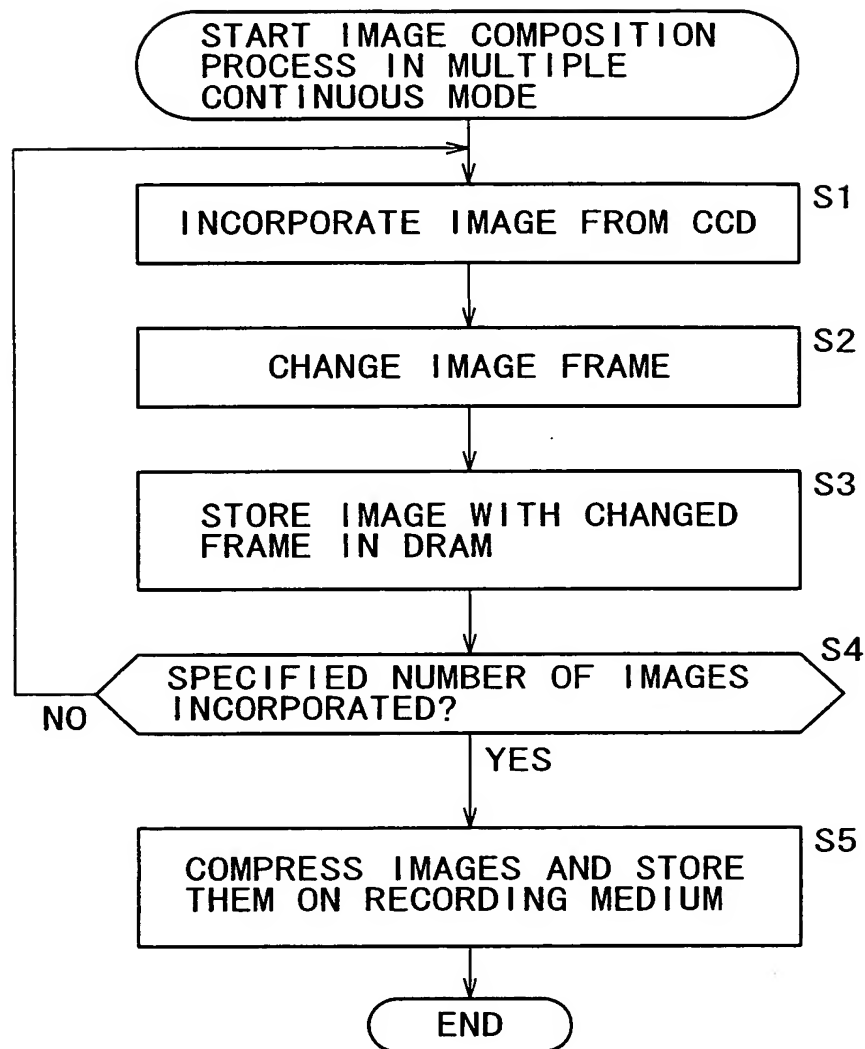 START IMAGE COMPOSITION
PROCESS IN MULTIPLE
CONTINUOUS MODE
S1
INCORPORATE IMAGE FROM CCD
S2
CHANGE IMAGE FRAME
S3
STORE IMAGE WITH CHANGED
FRAME IN DRAM
S4
SPECIFIED NUMBER OF IMAGES
INCORPORATED?
NO
YES
S5
COMPRESS IMAGES AND STORE
THEM ON RECORDING MEDIUM
END